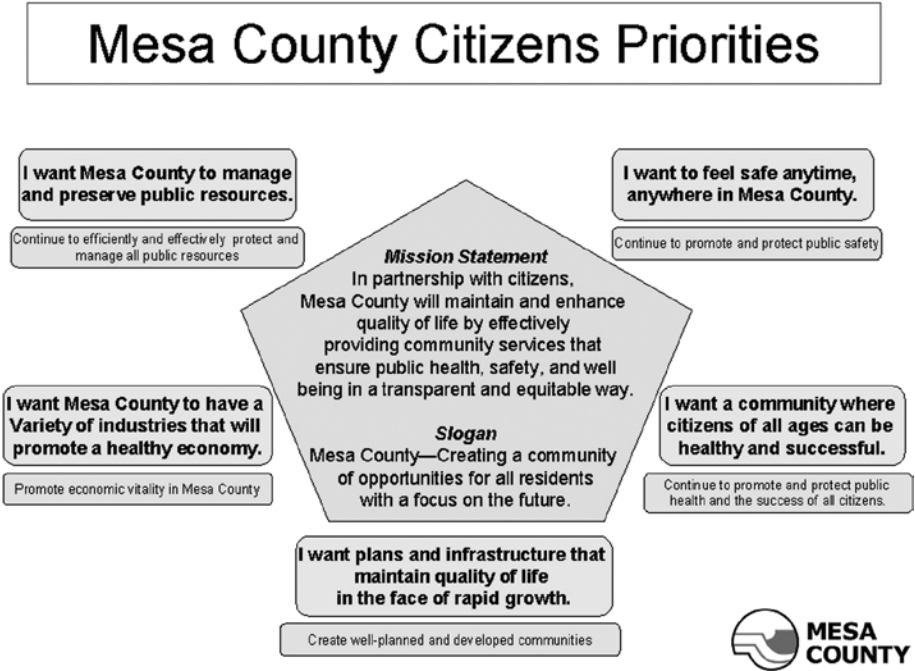 Mesa County Citizens Priorities
I want Mesa County to manage
and preserve public resources.
Continue to efficiently and effectively protect and
manage all public resources
I want to feel safe anytime,
anywhere in Mesa County.
Continue to promote and protect public safety
Mission Statement
In partnership with citizens,
Mesa County will maintain and enhance
quality of life by effectively
providing community services that
ensure public health, safety, and well
being in a transparent and equitable way.
Slogan
Mesa County—Creating a community
of opportunities for all residents
with a focus on the future.
I want Mesa County to have a
Variety of industries that will
promote a healthy economy.
Promote economic vitality in Mesa County
I want a community where
citizens of all ages can be
healthy and successful.
Continue to promote and protect public
health and the success of all citizens.
I want plans and infrastructure that
maintain quality of life
in the face of rapid growth.
Create well-planned and developed communities
MESA
COUNTY